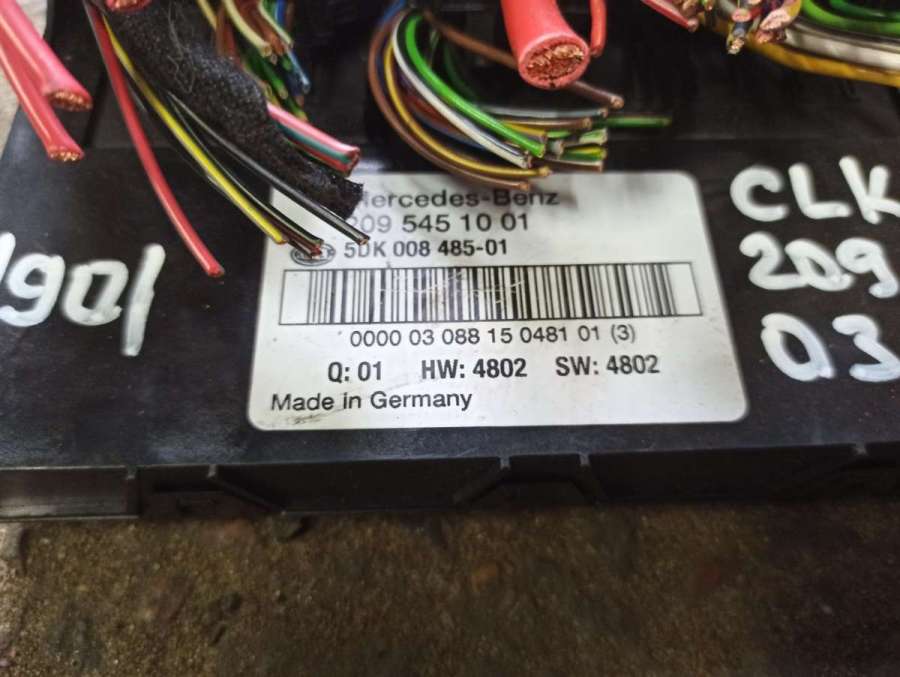 Mercedes-Benz
209 545 10 01
5DK 008 485-01
0000 03 088 15 0481 01 (3)
Q: 01 HW: 4802 SW: 4802
Made in Germany
CLK
209
03